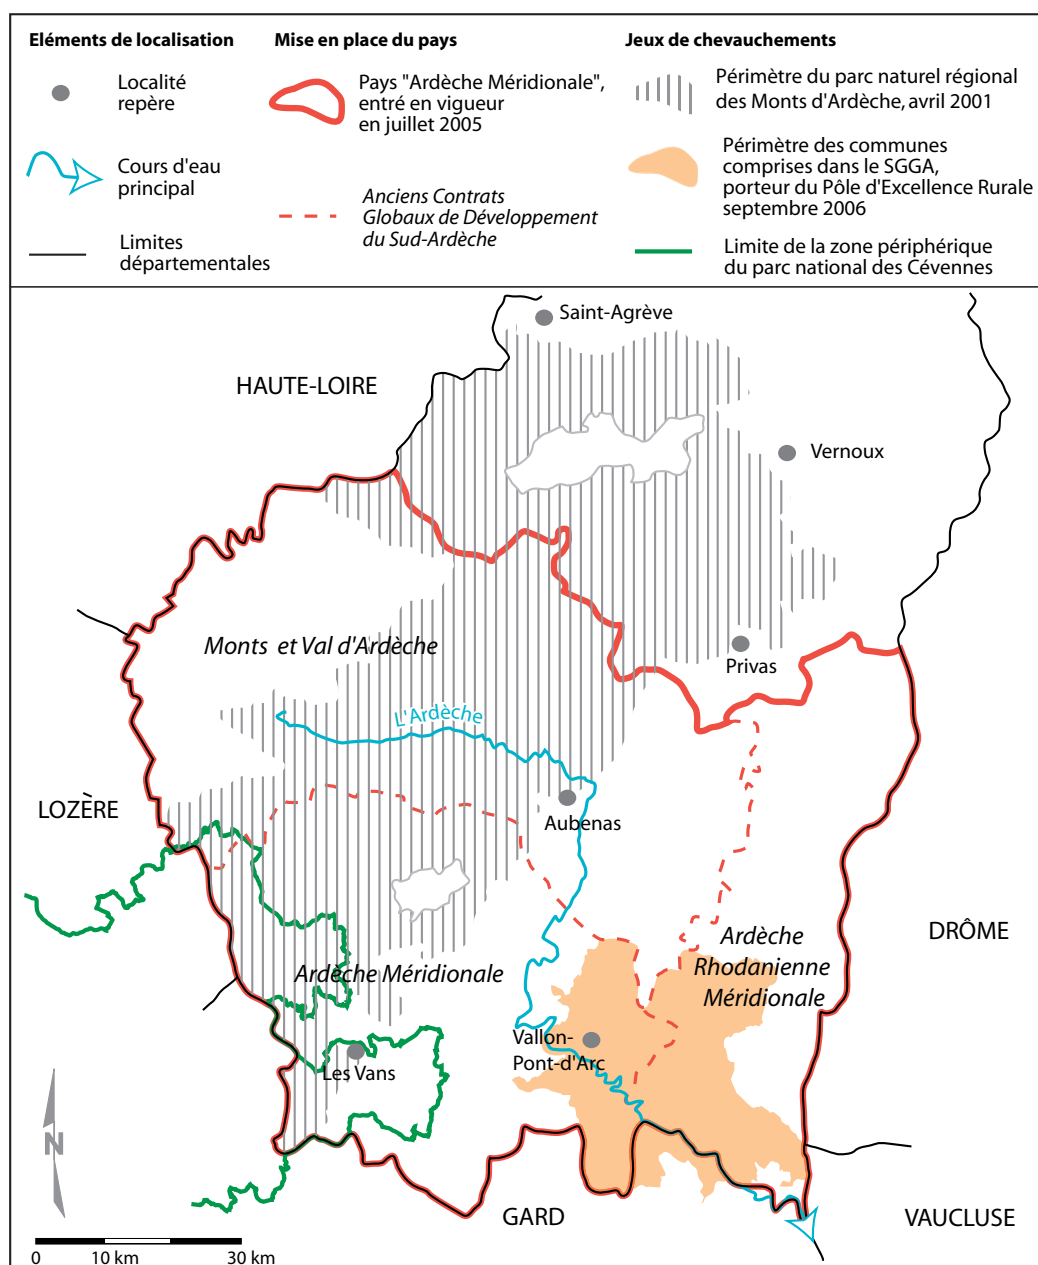 Eléments de localisation
Localité
repère
Cours d'eau
principal
Limites
départementales
Mise en place du pays
Pays "Ardèche Méridionale",
entré en vigueur
en juillet 2005
Anciens Contrats
Globaux de Développement
du Sud-Ardèche
Jeux de chevauchements
Périmètre du parc naturel régional
des Monts d'Ardèche, avril 2001
Périmètre des communes
comprises dans le SGGA,
porteur du Pôle d'Excellence Rurale
septembre 2006
Limite de la zone périphérique
du parc national des Cévennes
Saint-Agrève
HAUTE-LOIRE
Vernoux
Monts et Val d'Ardèche
Privas
L'Ardèche
LOZÈRE
Aubenas
Ardèche
Rhodanienne
Méridionale
DRÔME
Ardèche Méridionale
Vallon-
Pont-d'Arc
Les Vans
N
GARD
VAUCLUSE
0 10 km 30 km